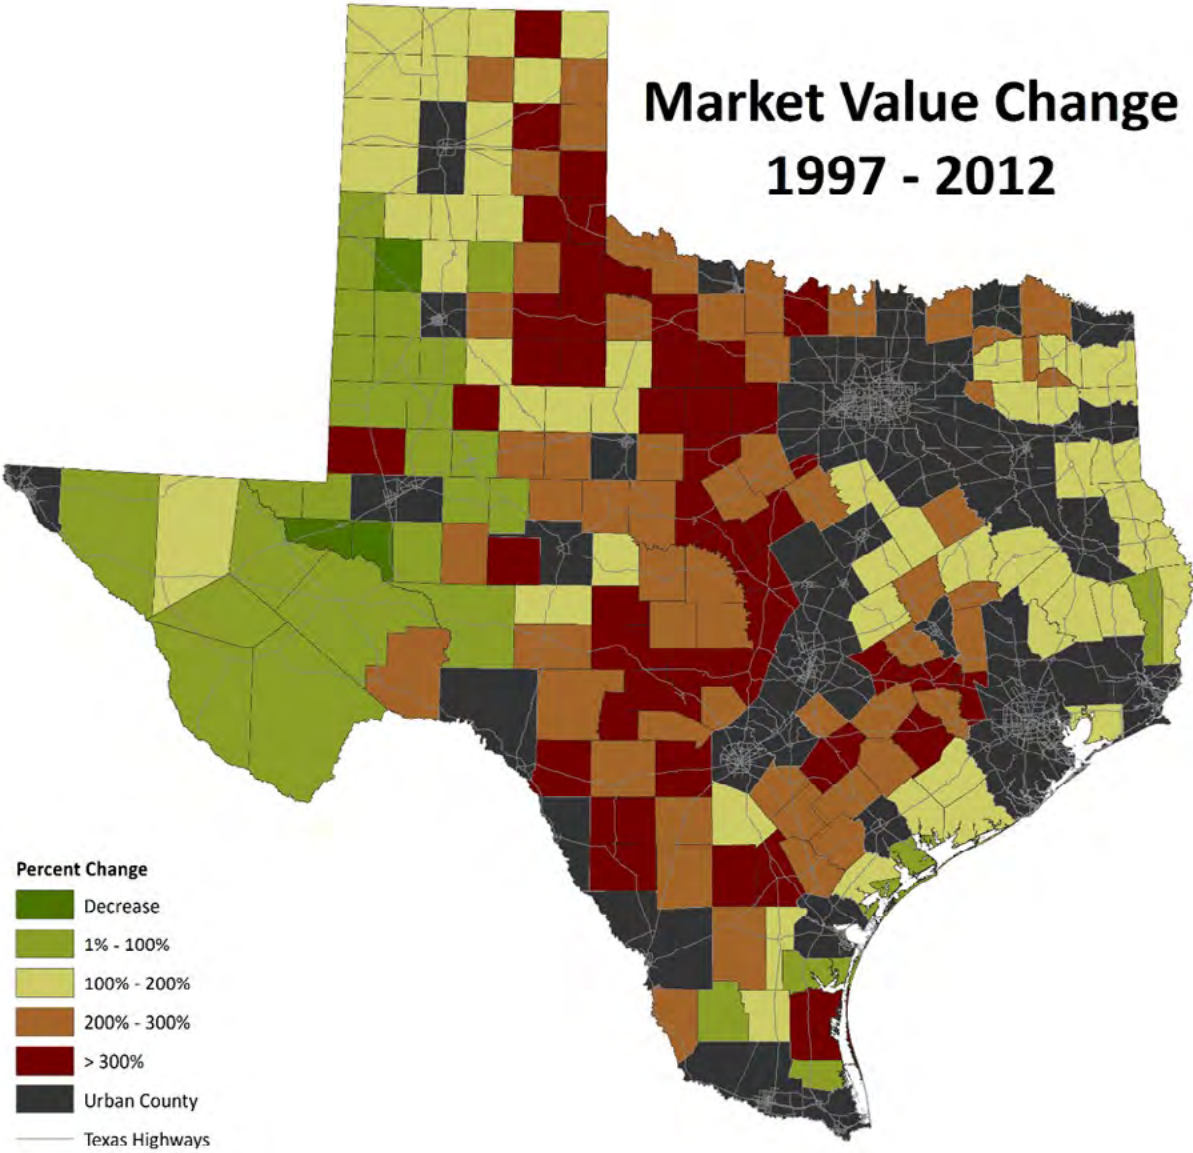 Market Value Change
1997 - 2012
Percent Change
Decrease
1% - 100%
100% - 200%
200% - 300%
> 300%
Urban County
Texas Highways